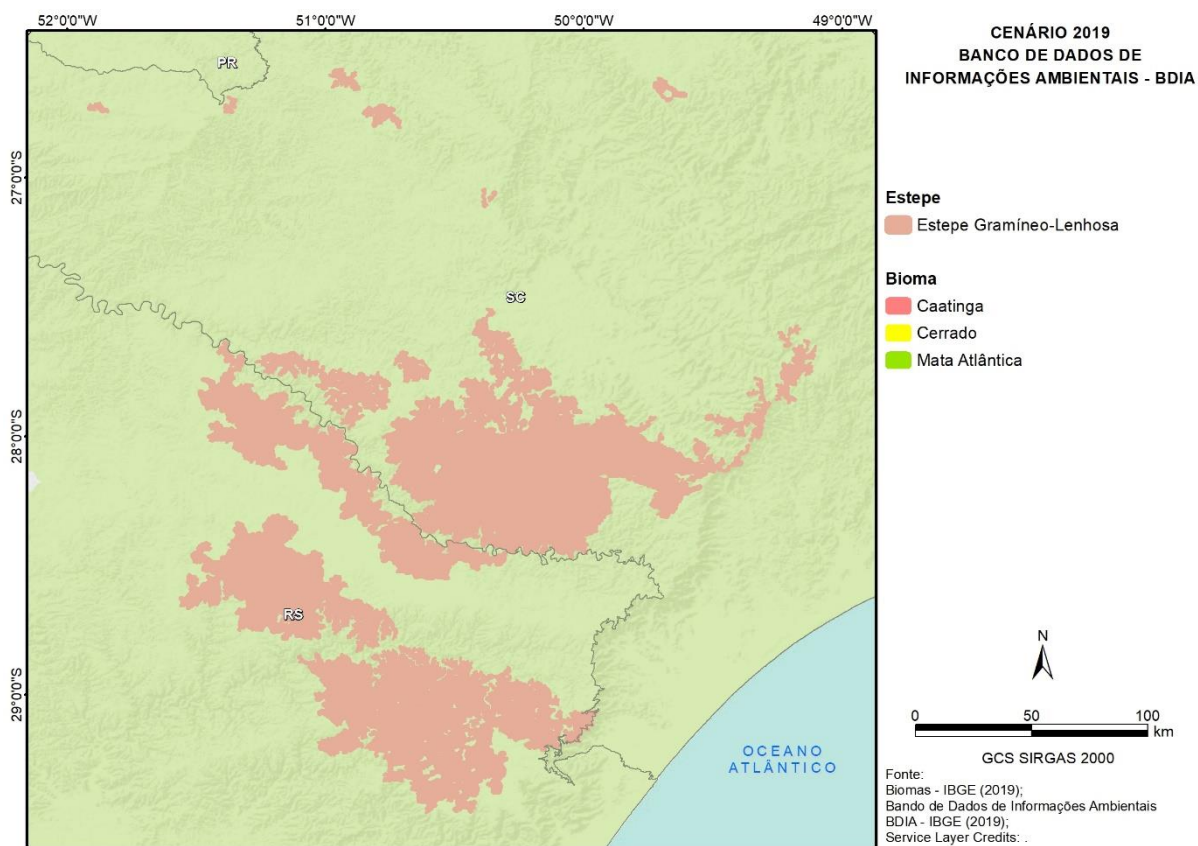 52°0'0"W
51°0'0"W
50°0'0"W
49°0'0"W
CENÁRIO 2019
BANCO DE DADOS DE
INFORMAÇÕES AMBIENTAIS - BDIA
PR
27°0'0"S
Estepe
Estepe Gramíneo-Lenhosa
Bioma
Caatinga
Cerrado
Mata Atlântica
SC
28°0'0"S
RS
29°0'0"S
N
0 50 100
km
GCS SIRGAS 2000
OCEANO
ATLÂNTICO
Fonte:
Biomas - IBGE (2019);
Bando de Dados de Informações Ambientais
BDIA - IBGE (2019);
Service Layer Credits: .